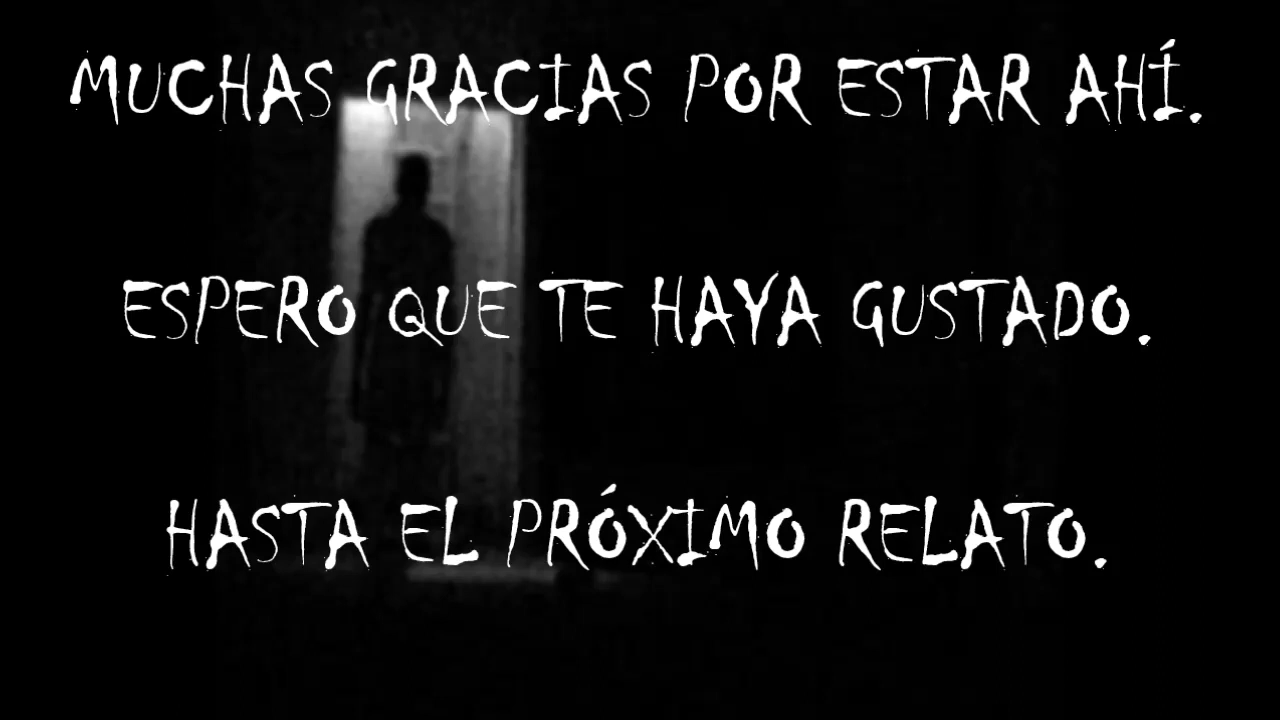 MUCHAS GRACIAS POR ESTAR AHÍ.
ESPERO QUE TE HAYA GUSTADO.
HASTA EL PRÓXIMO RELATO.